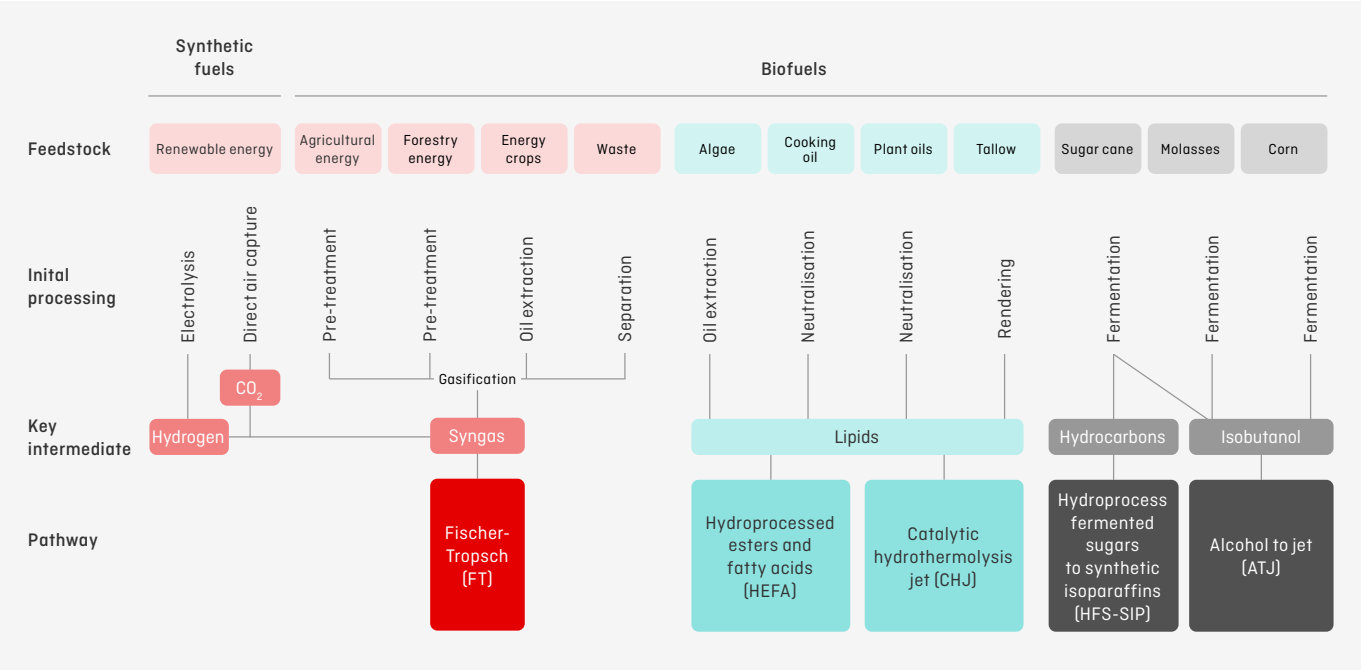 Synthetic
fuels
Biofuels
Feedstock
Renewable energy
Agricultural
energy
Forestry
energy
Energy
crops
Waste
Algae
Cooking
oil
Plant oils
Tallow
Sugar cane
Molasses
Corn
Inital
processing
Electrolysis
Direct air capture
Pre-treatment
Pre-treatment
Oil extraction
Separation
Oil extraction
Neutralisation
Neutralisation
Rendering
Fermentation
Fermentation
Fermentation
CO2
Gasification
Key
intermediate
Hydrogen
Syngas
Lipids
Hydrocarbons
Isobutanol
Pathway
Fischer-
Tropsch
(FT)
Hydroprocessed
esters and
fatty acids
(HEFA)
Catalytic
hydrothermolysis
jet (CHJ)
Hydroprocess
fermented
sugars
to synthetic
isoparaffins
(HFS-SIP)
Alcohol to jet
(ATJ)